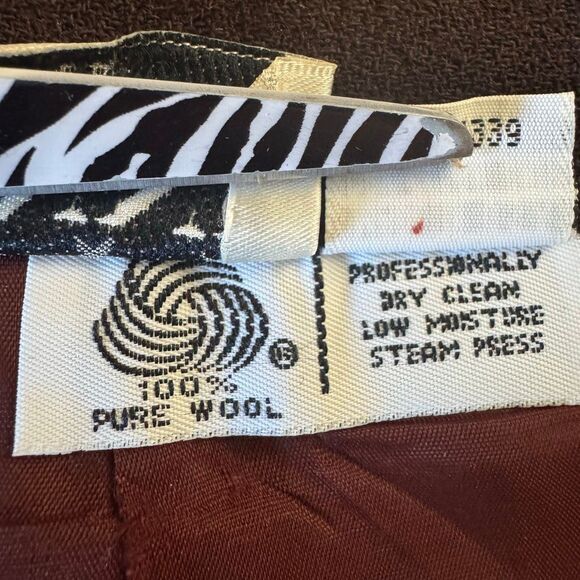 100%
PURE WOOL
PROFESSIONALLY
DRY CLEAN
LOW MOISTURE
STEAM PRESS